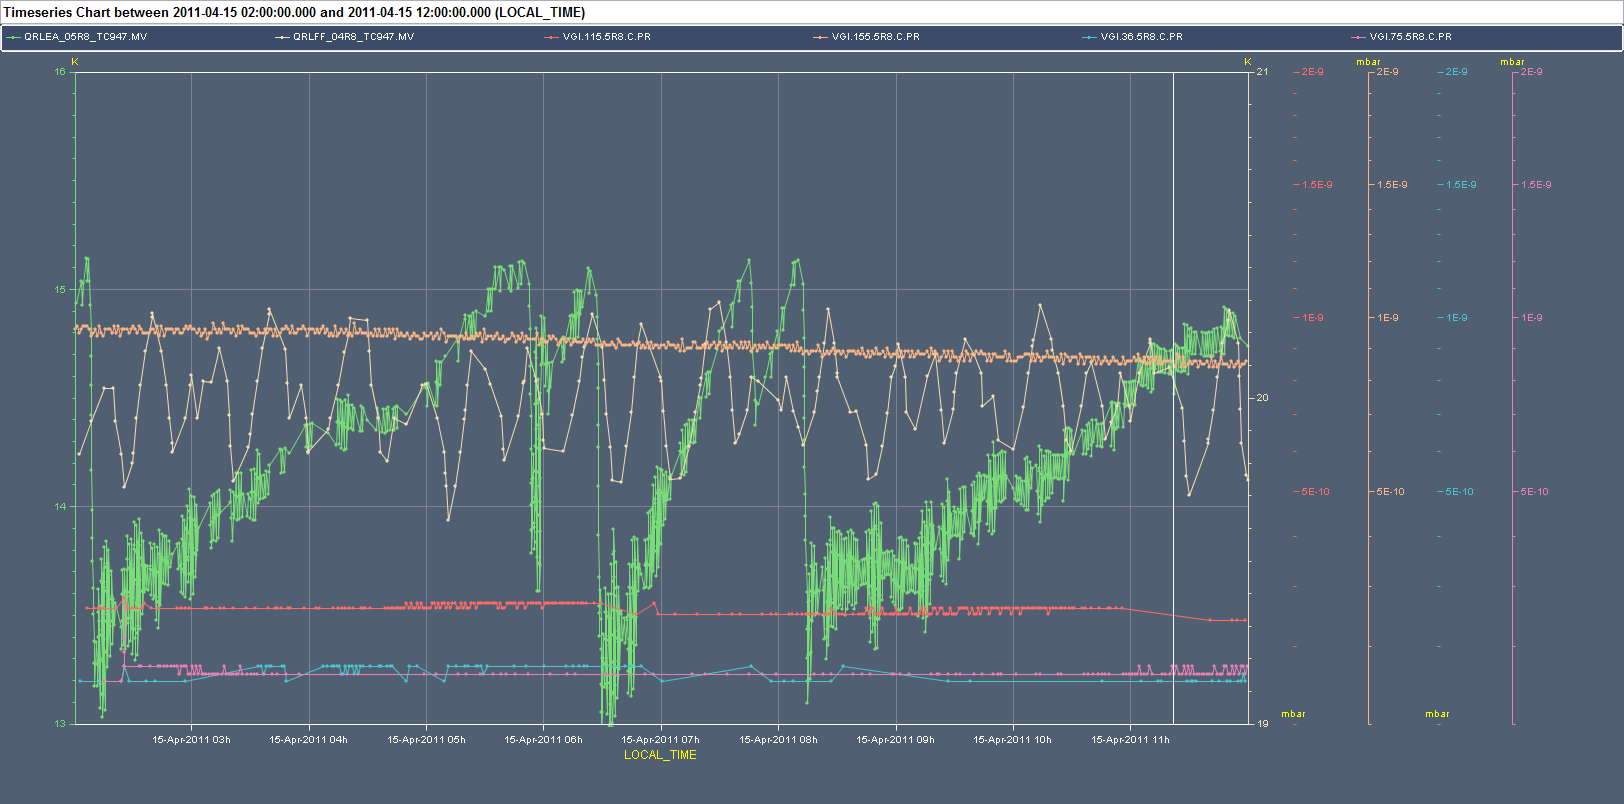 Timeseries Chart between 2011-04-15 02:00:00.000 and 2011-04-15 12:00:00.000 (LOCAL_TIME)
QRLEA_05R8_TC947.MV QRLFF_04R8_TC947.MV VGI.115.5R8.C.PR VGI.155.5R8.C.PR VGI.36.5R8.C.PR VGI.75.5R8.C.PR
K K mbar mbar
16 21 2E-9 2E-9 2E-9 2E-9
1.5E-9 1.5E-9 1.5E-9 1.5E-9
15 1E-9 1E-9 1E-9 1E-9
20
14 5E-10 5E-10 5E-10 5E-10
mbar mbar
13 19
15-Apr-2011 03h 15-Apr-2011 04h 15-Apr-2011 05h 15-Apr-2011 06h 15-Apr-2011 07h 15-Apr-2011 08h 15-Apr-2011 09h 15-Apr-2011 10h 15-Apr-2011 11h
LOCAL_TIME